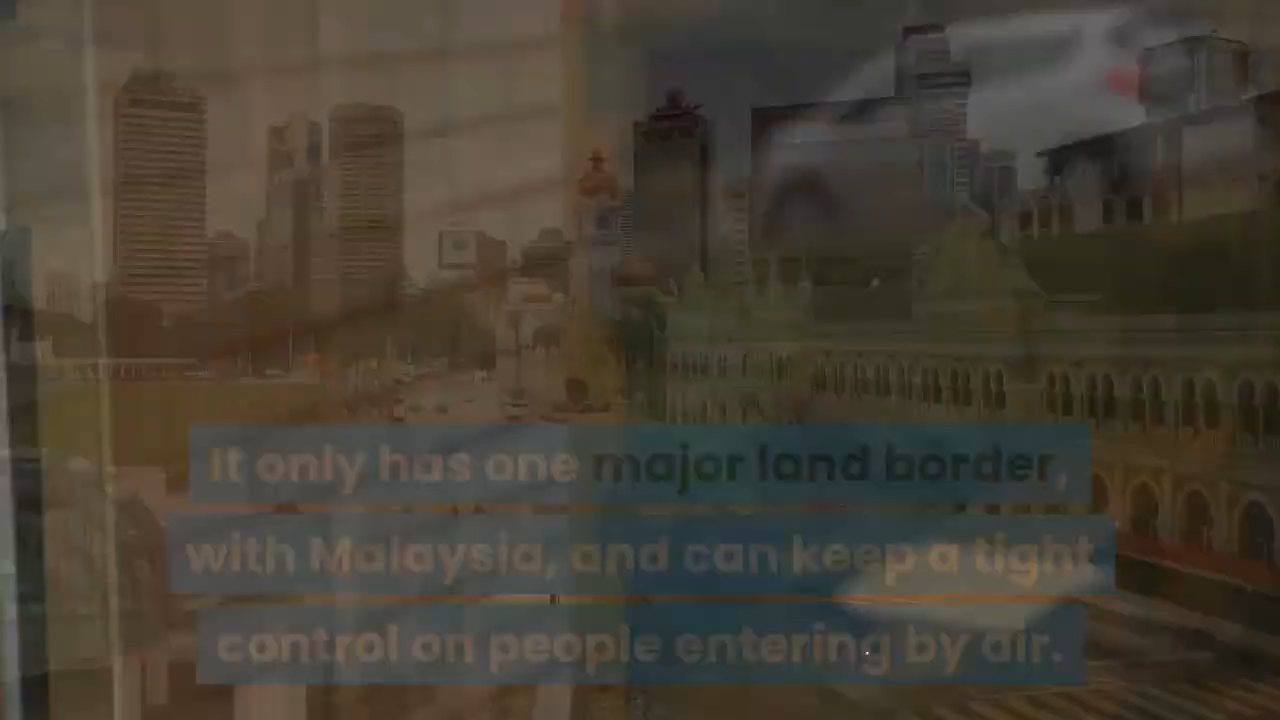 It only has one major land border,
with Malaysia, and can keep a tight
control on people entering by air.